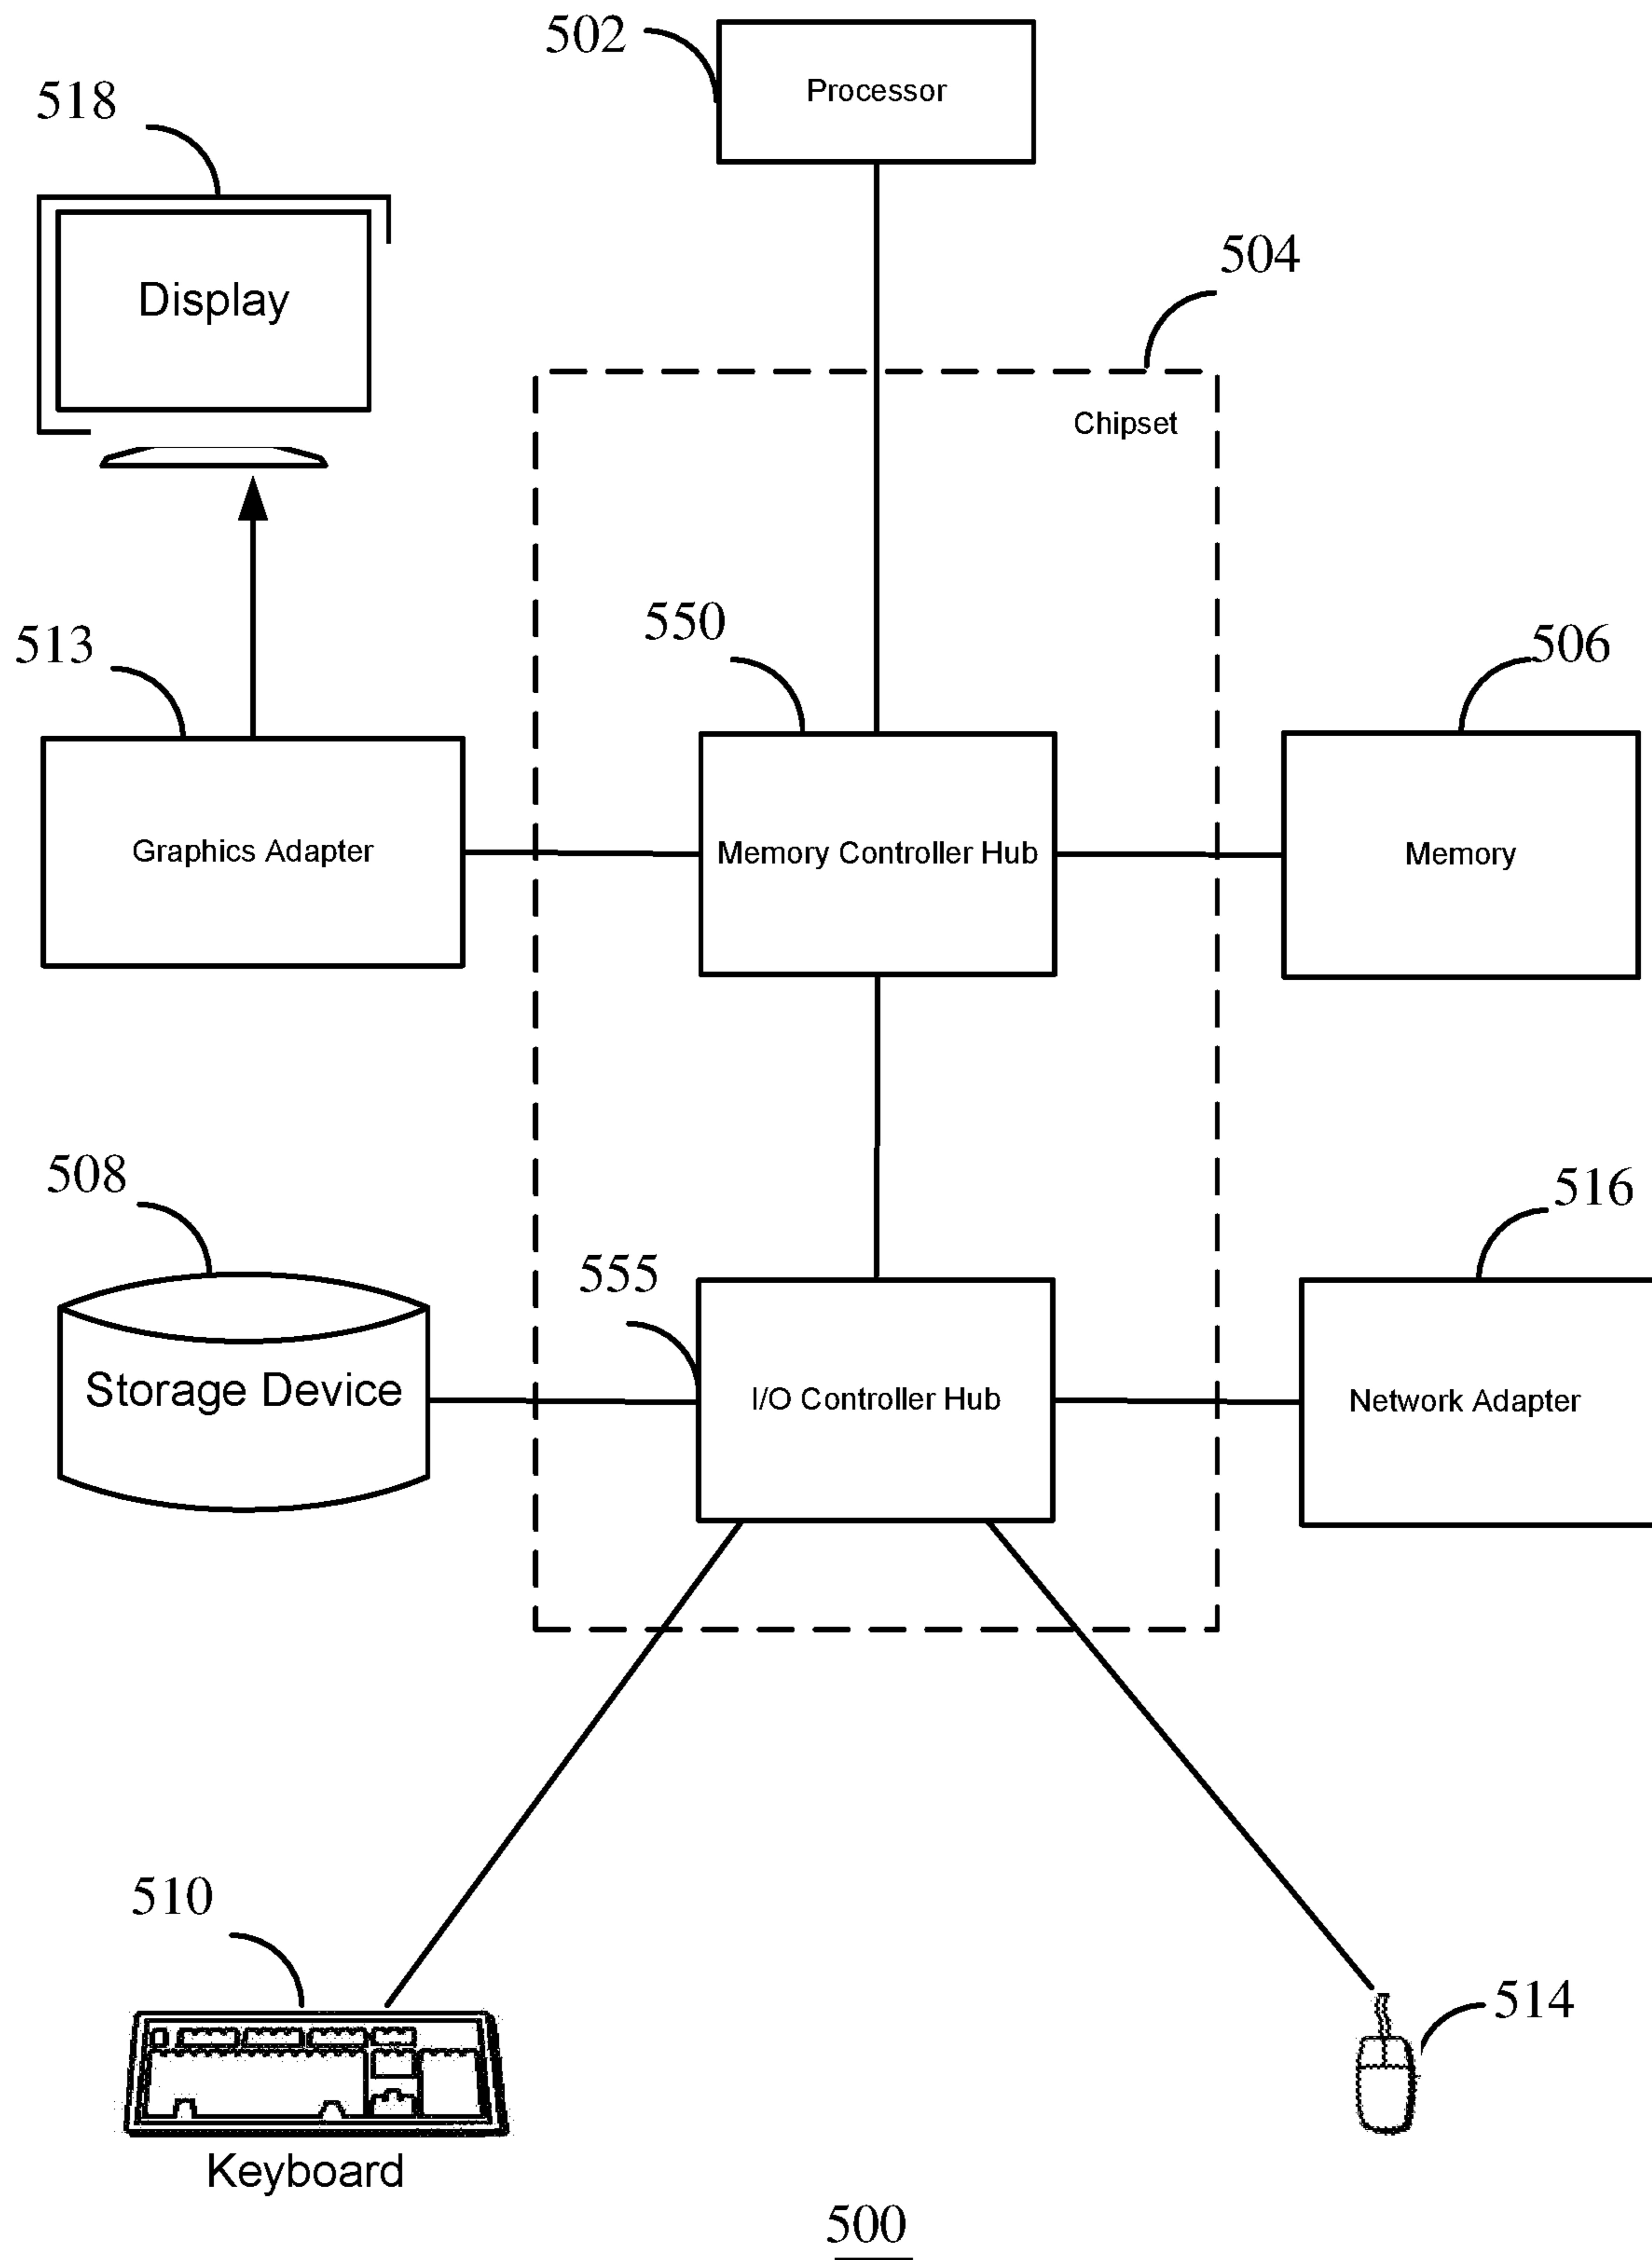 502
Processor
518
Display
504
Chipset
513
550
506
Graphics Adapter
Memory Controller Hub
Memory
508
516
555
Storage Device
I/O Controller Hub
Network Adapter
510
514
Keyboard
500